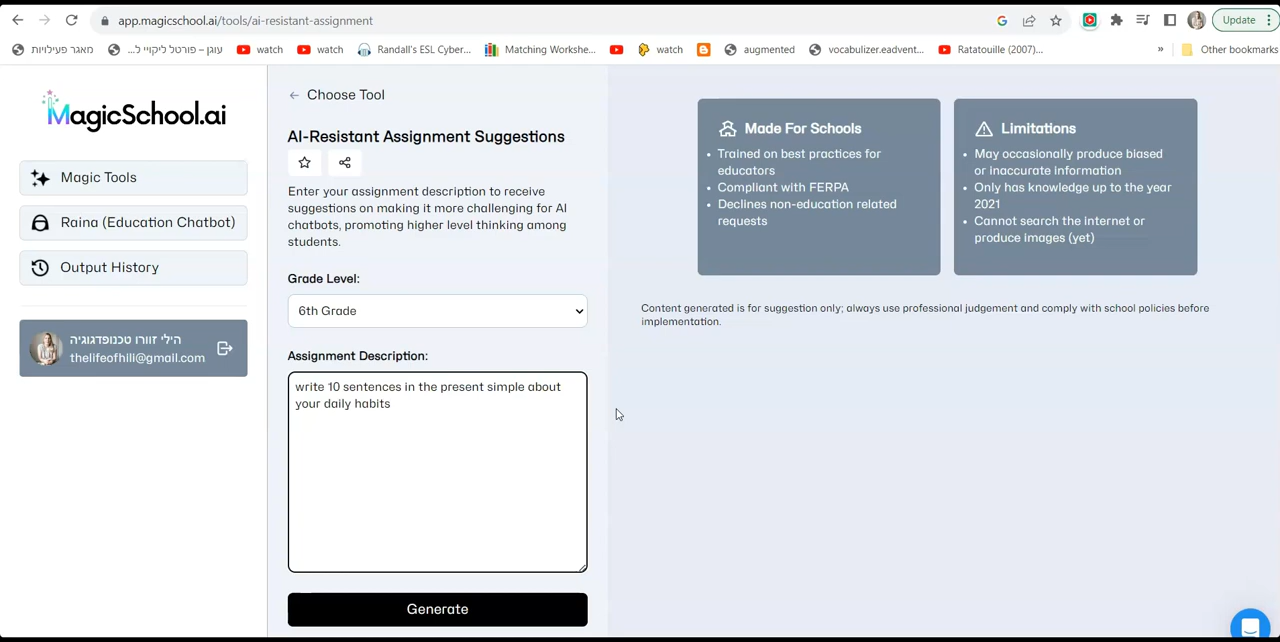 app.magicschool.ai/tools/ai-resistant-assignment
Update
מאגר פעילויות
עוגן – פורטל ליקויי ל...
watch
watch
Randall's ESL Cyber...
Matching Workshe...
watch
augmented
vocabulizer.eadvent...
Ratatouille (2007)...
»
Other bookmarks
MagicSchool.ai
Magic Tools
Raina (Education Chatbot)
Output History
הילי זוורו טכנופדגוגיה
thelifeofhili@gmail.com
← Choose Tool
AI-Resistant Assignment Suggestions
Enter your assignment description to receive
suggestions on making it more challenging for AI
chatbots, promoting higher level thinking among
students.
Grade Level:
6th Grade
Assignment Description:
write 10 sentences in the present simple about
your daily habits
Generate
Made For Schools
• Trained on best practices for
educators
• Compliant with FERPA
• Declines non-education related
requests
Limitations
• May occasionally produce biased
or inaccurate information
• Only has knowledge up to the year
2021
• Cannot search the internet or
produce images (yet)
Content generated is for suggestion only; always use professional judgement and comply with school policies before
implementation.